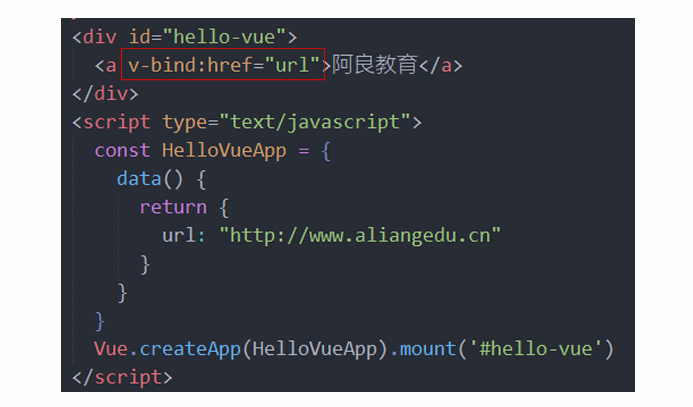 <div id="hello-vue">
  <a v-bind:href="url">阿良教育</a>
</div>
<script type="text/javascript">
  const HelloVueApp = {
    data() {
      return {
        url: "http://www.aliangedu.cn"
      }
    }
  }
  Vue.createApp(HelloVueApp).mount('#hello-vue')
</script>